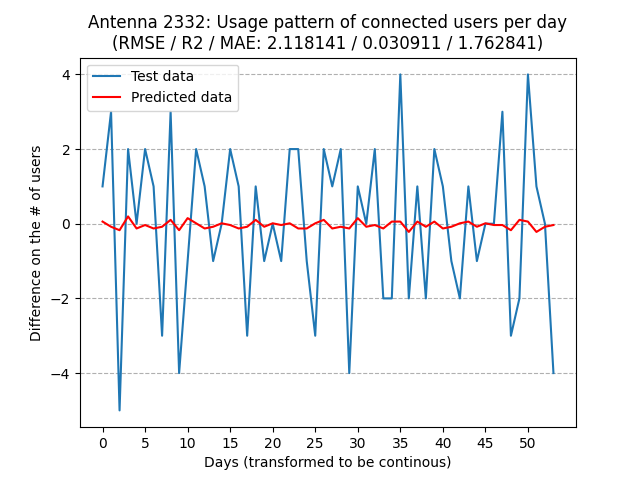 Antenna 2332: Usage pattern of connected users per day
(RMSE / R2 / MAE: 2.118141 / 0.030911 / 1.762841)
Test data
Predicted data
Difference on the # of users
4
2
0
−2
−4
0 5 10 15 20 25 30 35 40 45 50
Days (transformed to be continous)